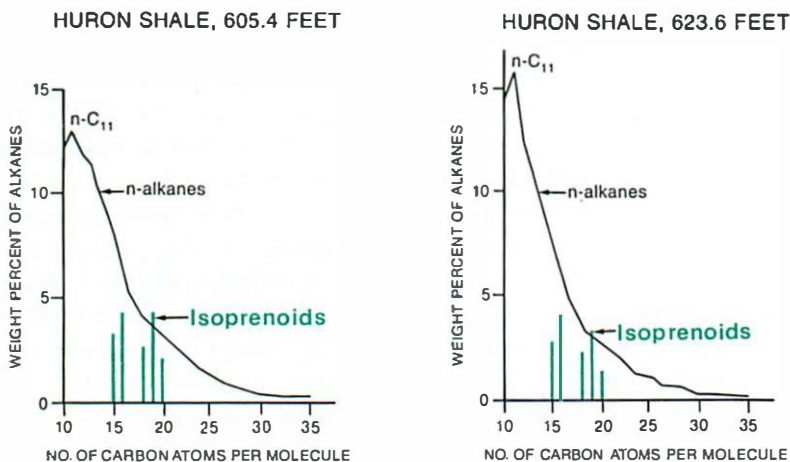 HURON SHALE, 605.4 FEET
WEIGHT PERCENT OF ALKANES
15
10
5
0
n-C11
n-alkanes
Isoprenoids
10 15 20 25 30 35
NO. OF CARBON ATOMS PER MOLECULE
HURON SHALE, 623.6 FEET
WEIGHT PERCENT OF ALKANES
15
10
5
0
n-C11
n-alkanes
Isoprenoids
10 15 20 25 30 35
NO. OF CARBON ATOMS PER MOLECULE